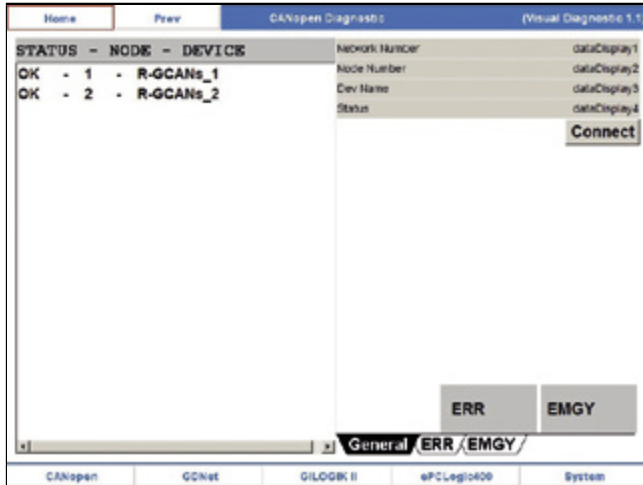 Home Prev CANopen Diagnostic (Visual Diagnostic 1.1
STATUS - NODE - DEVICE
OK - 1 - R-GCANs_1
OK - 2 - R-GCANs_2
Network Number dataDisplay1
Node Number dataDisplay2
Dev Name dataDisplay3
Status dataDisplay4
Connect
ERR EMGY
General ERR EMGY
CANopen GCNet GILOGIK II ePCLogic400 System